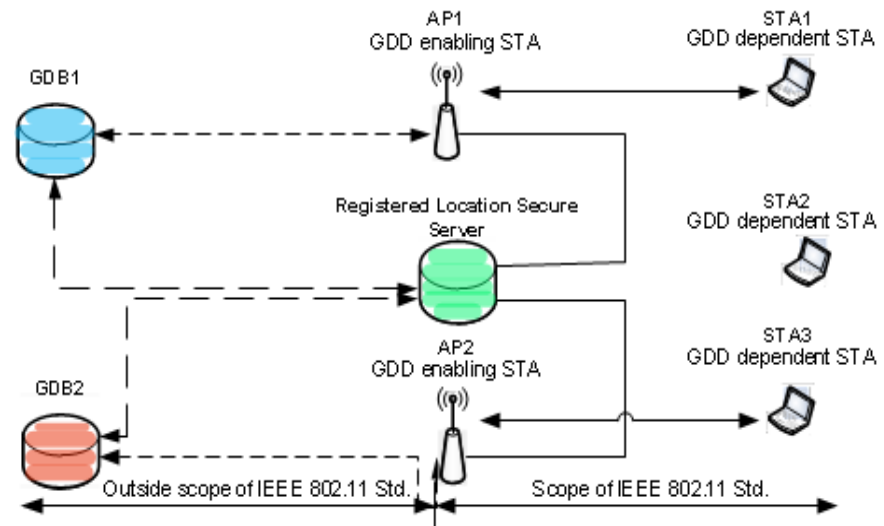 AP1
GDD enabling STA
STA1
GDD dependent STA
GDB1
Registered Location Secure
Server
STA2
GDD dependent STA
AP2
GDD enabling STA
STA3
GDD dependent STA
GDB2
Outside scope of IEEE 802.11 Std.
Scope of IEEE 802.11 Std.